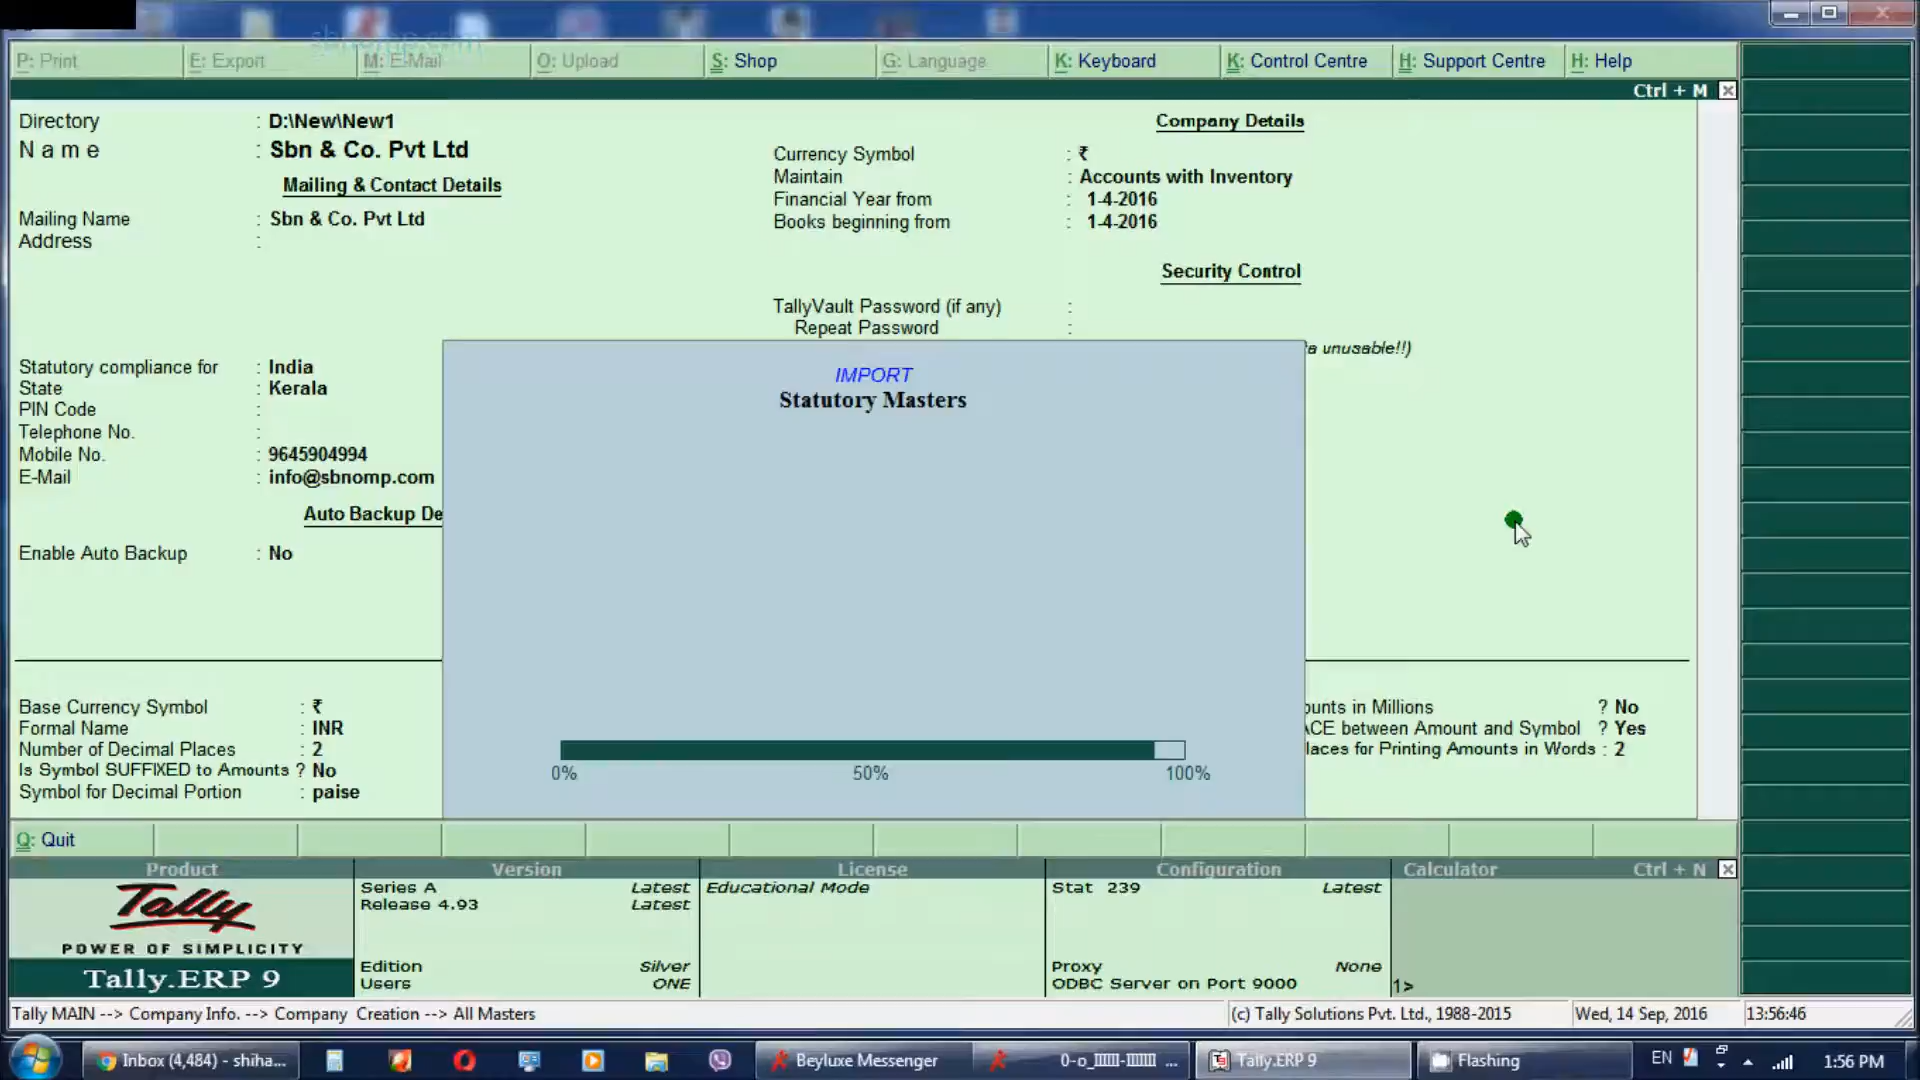 sbnomp.com
P: Print
E: Export
M: E-Mail
O: Upload
S: Shop
G: Language
K: Keyboard
K: Control Centre
H: Support Centre
H: Help
Ctrl + M
Directory : D:\New\New1
Name : Sbn & Co. Pvt Ltd
Mailing & Contact Details
Mailing Name : Sbn & Co. Pvt Ltd
Address :
Statutory compliance for : India
State : Kerala
PIN Code :
Telephone No. :
Mobile No. : 9645904994
E-Mail : info@sbnomp.com
Auto Backup De
Enable Auto Backup : No
Company Details
Currency Symbol : ₹
Maintain : Accounts with Inventory
Financial Year from : 1-4-2016
Books beginning from : 1-4-2016
Security Control
TallyVault Password (if any) :
Repeat Password :
unusable!!)
IMPORT
Statutory Masters
0% 50% 100%
Base Currency Symbol : ₹
Formal Name : INR
Number of Decimal Places : 2
Is Symbol SUFFIXED to Amounts ? No
Symbol for Decimal Portion : paise
ounts in Millions ? No
ACE between Amount and Symbol ? Yes
laces for Printing Amounts in Words : 2
Q: Quit
Product
Tally
POWER OF SIMPLICITY
Tally.ERP 9
Version
Series A Latest
Release 4.93 Latest
Edition Silver
Users ONE
License
Educational Mode
Configuration
Stat 239 Latest
Proxy None
ODBC Server on Port 9000
Calculator Ctrl + N
1>
Tally MAIN --> Company Info. --> Company Creation --> All Masters
(c) Tally Solutions Pvt. Ltd., 1988-2015
Wed, 14 Sep, 2016
13:56:46
Inbox (4,484) - shiha...
Beyluxe Messenger
Tally.ERP 9
Flashing
EN
1:56 PM